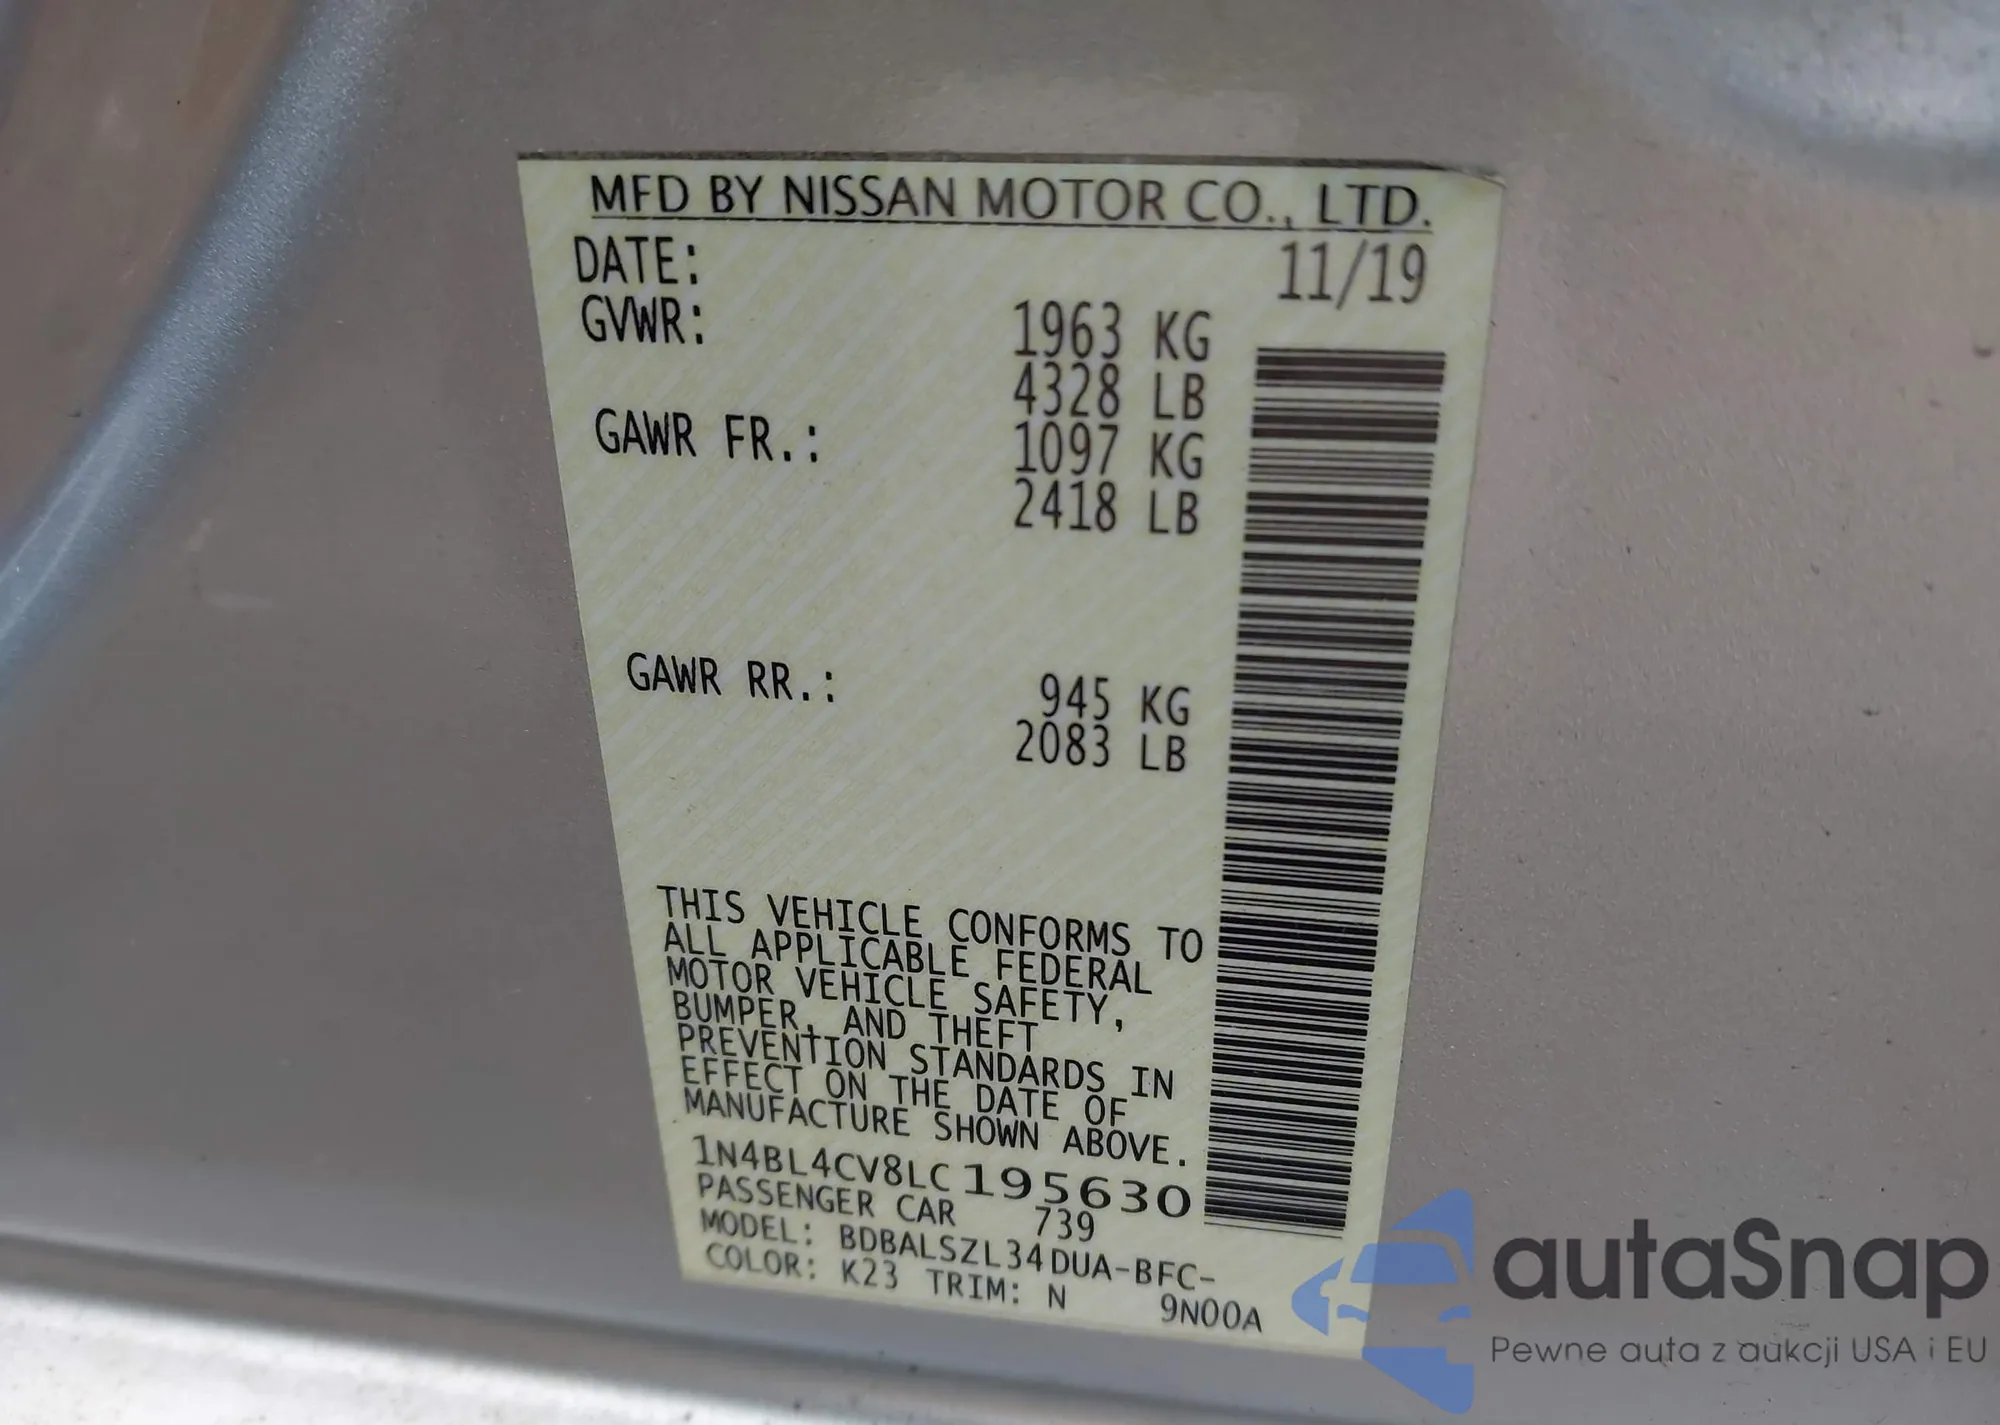 MFD BY NISSAN MOTOR CO., LTD.
DATE: 11/19
GVWR: 1963 KG
4328 LB
GAWR FR.: 1097 KG
2418 LB
GAWR RR.: 945 KG
2083 LB
THIS VEHICLE CONFORMS TO
ALL APPLICABLE FEDERAL
MOTOR VEHICLE SAFETY,
BUMPER, AND THEFT
PREVENTION STANDARDS IN
EFFECT ON THE DATE OF
MANUFACTURE SHOWN ABOVE.
1N4BL4CV8LC195630
PASSENGER CAR 739
MODEL: BDBALSZL34DUA-BFC-
COLOR: K23 TRIM: N 9N00A
autaSnap
Pewne auta z aukcji USA i EU